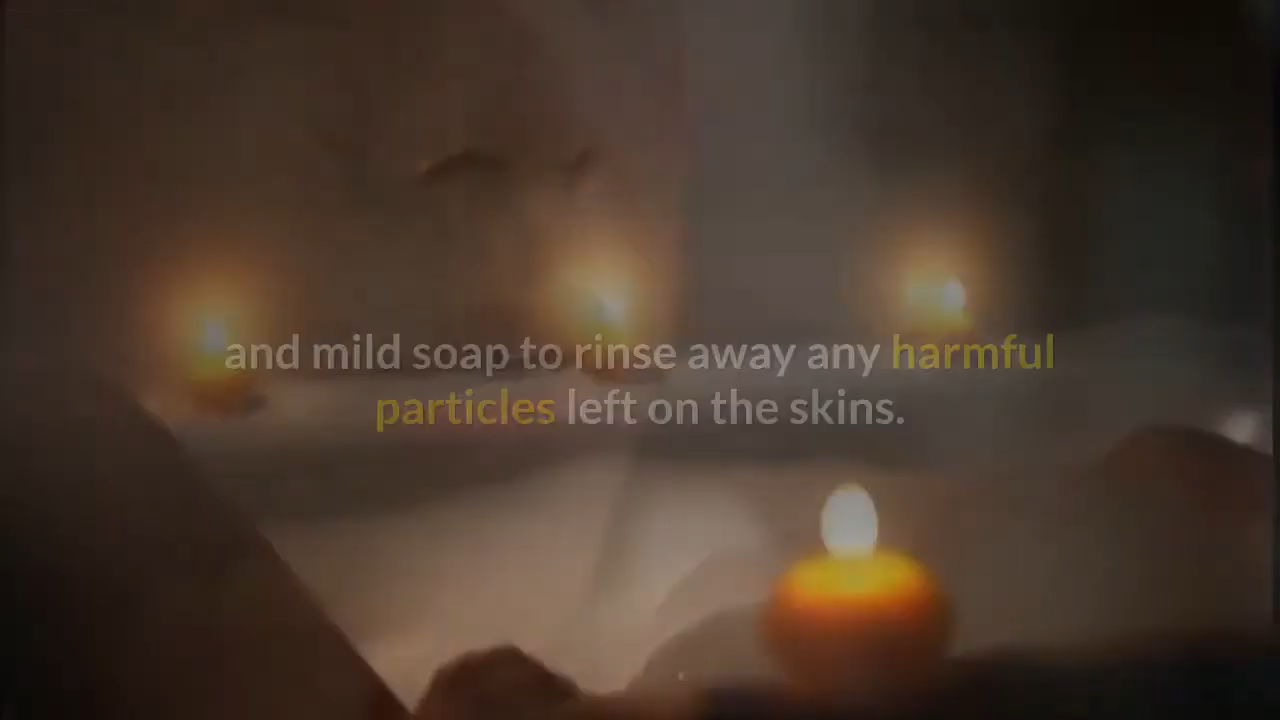 and mild soap to rinse away any harmful
particles left on the skins.